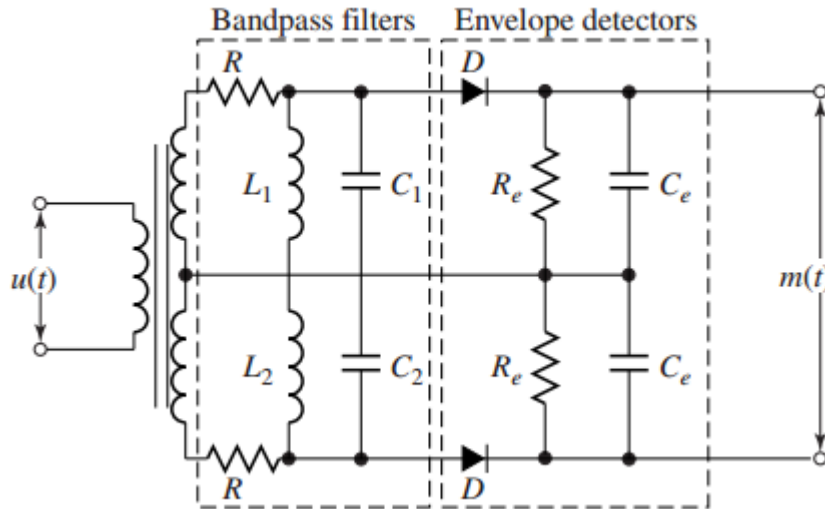 Bandpass filters Envelope detectors
R D
L1 C1 Re Ce
u(t) m(t)
L2 C2 Re Ce
R D